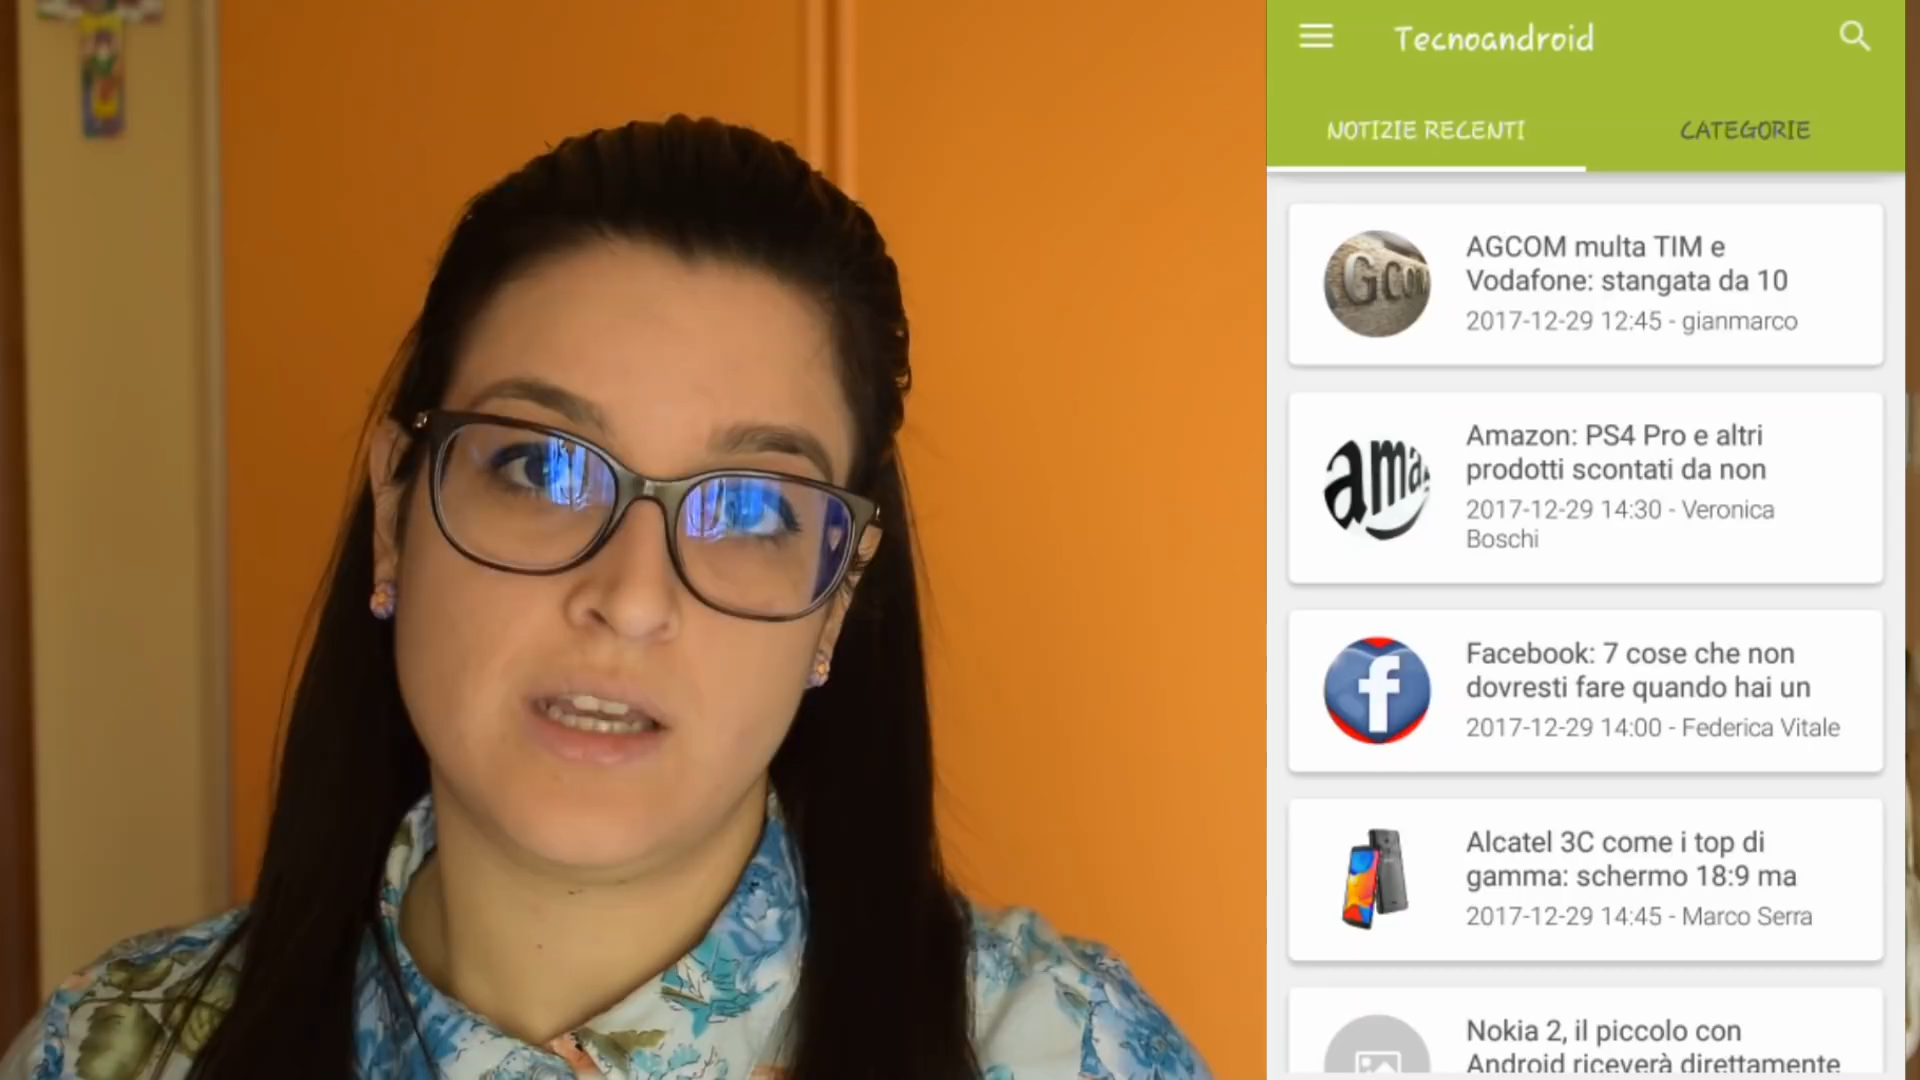 Tecnoandroid
NOTIZIE RECENTI
CATEGORIE
Gcom
AGCOM multa TIM e
Vodafone: stangata da 10
2017-12-29 12:45 - gianmarco
ama
Amazon: PS4 Pro e altri
prodotti scontati da non
2017-12-29 14:30 - Veronica
Boschi
f
Facebook: 7 cose che non
dovresti fare quando hai un
2017-12-29 14:00 - Federica Vitale
Alcatel 3C come i top di
gamma: schermo 18:9 ma
2017-12-29 14:45 - Marco Serra
Nokia 2, il piccolo con
Android riceverà direttamente